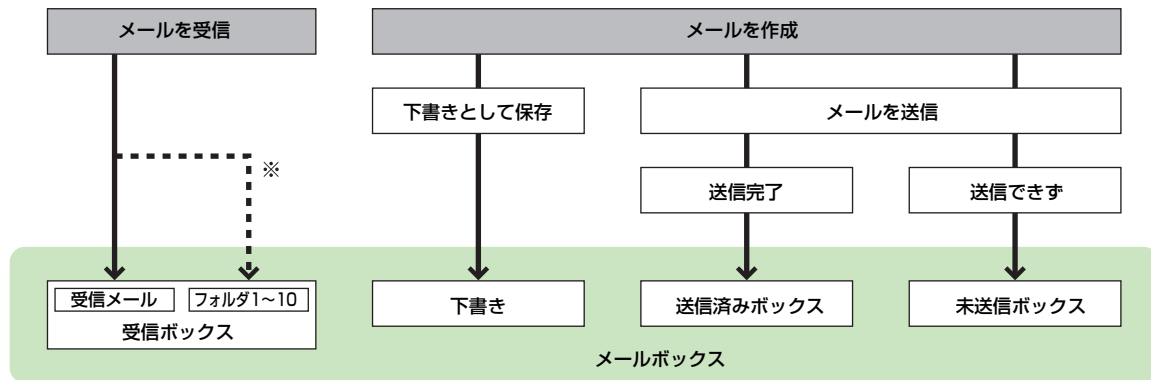 メールを受信
メールを作成
下書きとして保存
メールを送信
※
送信完了
送信できず
受信メール
フォルダ1～10
受信ボックス
下書き
送信済みボックス
未送信ボックス
メールボックス